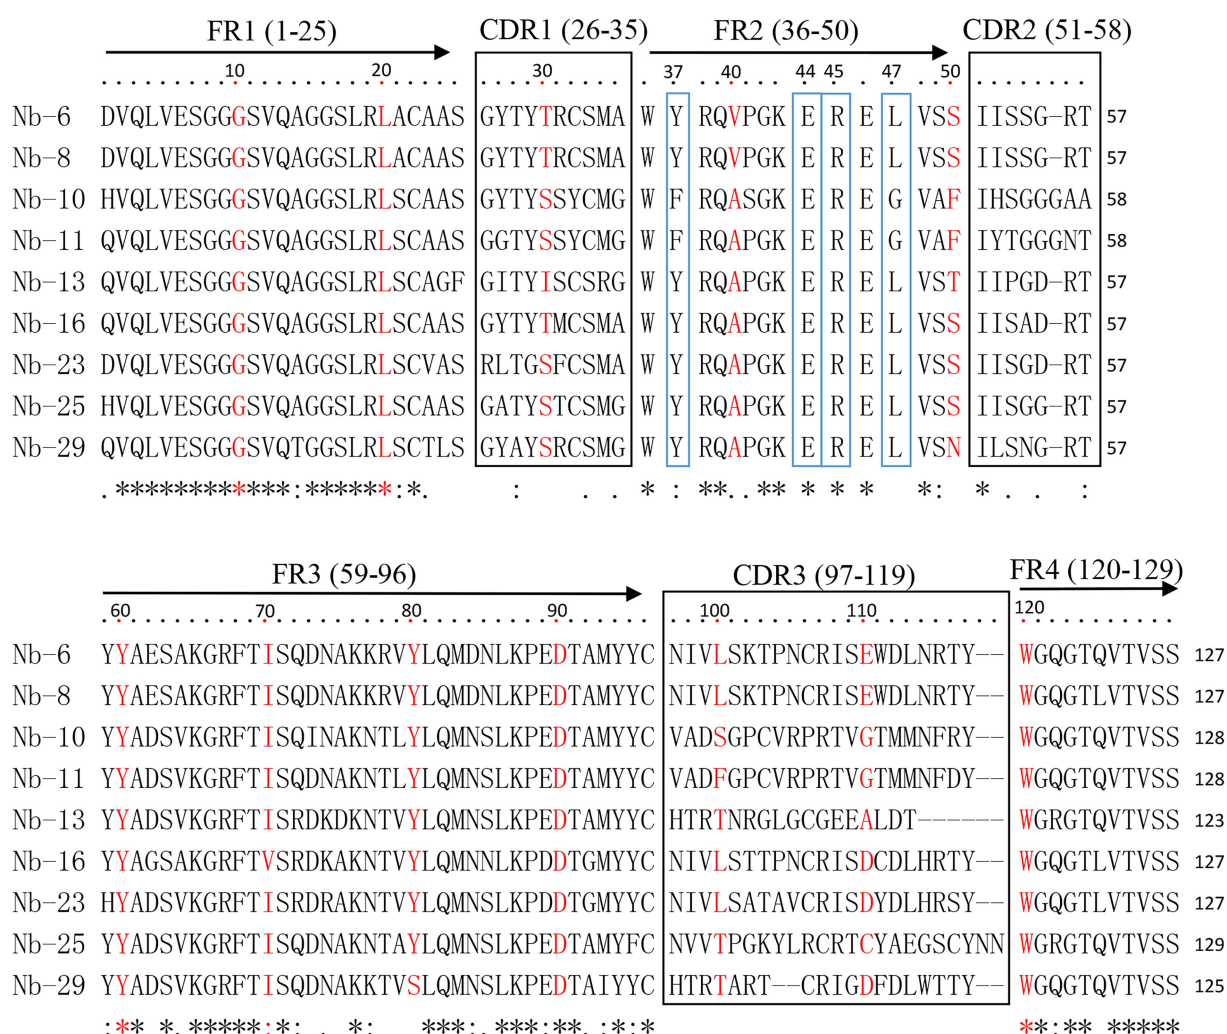 FR1 (1-25) CDR1 (26-35) FR2 (36-50) CDR2 (51-58)
10 20 30 37 40 44 45 47 50
Nb-6 DVQLVESGGGSVQAGGSLRLACAAS GYTYTRCSMA W Y RQVPGK E R E L VSS IISSG-RT 57
Nb-8 DVQLVESGGGSVQAGGSLRLACAAS GYTYTRCSMA W Y RQVPGK E R E L VSS IISSG-RT 57
Nb-10 HVQLVESGGGSVQAGGSLRLSCAAS GYTYSSYCMG W F RQASGK E R E G VAF IHSGGGAA 58
Nb-11 QVQLVESGGGSVQAGGSLRLSCAAS GGTYSSYCMG W F RQAPGK E R E G VAF IYTGGGNT 58
Nb-13 QVQLVESGGGSVQAGGSLRLSCAGF GITYISCSRG W Y RQAPGK E R E L VST IIPGD-RT 57
Nb-16 QVQLVESGGGSVQAGGSLRLSCAAS GYTYTMCSMA W Y RQAPGK E R E L VSS IISAD-RT 57
Nb-23 DVQLVESGGGSVQAGGSLRLSCVAS RLTGSFCSMA W Y RQAPGK E R E L VSS IISGD-RT 57
Nb-25 HVQLVESGGGSVQAGGSLRLSCAAS GATYSTCSMG W Y RQAPGK E R E L VSS IISGG-RT 57
Nb-29 QVQLVESGGGSVQTGGSLRLSCTLS GYAYSRCSMG W Y RQAPGK E R E L VSN ILSNG-RT 57
.*************:******:*. : . . * : **..** * * * *: * . . :
FR3 (59-96) CDR3 (97-119) FR4 (120-129)
60 70 80 90 100 110 120
Nb-6 YYAESAKGRFTISQDNAKKRVYLQMDNLKPEDTAMYYC NIVLSKTPNCRISEWDLNRTY-- WGQGTQVTVSS 127
Nb-8 YYAESAKGRFTISQDNAKKRVYLQMDNLKPEDTAMYYC NIVLSKTPNCRISEWDLNRTY-- WGQGTLVTVSS 127
Nb-10 YYADSVKGRFTISQINAKNTLYLQMNSLKPEDTAMYYC VADSGPCVRPRTVGTMMNFRY-- WGQGTQVTVSS 128
Nb-11 YYADSVKGRFTISQDNAKNTLYLQMNSLKPEDTAMYYC VADFGPCVRPRTVGTMMNFDY-- WGQGTQVTVSS 128
Nb-13 YYADSVKGRFTISRDKDKNTVYLQMNSLKPEDTAMYYC HTRTNRGLGCGEEALDT------ WGRGTQVTVSS 123
Nb-16 YYAGSAKGRFTVSRDKAKNTVYLQMNNLKPDDTGMYYC NIVLSTTPNCRISDCDLHRTY-- WGQGTLVTVSS 127
Nb-23 HYADSVKGRFTISRDRAKNTVYLQMNSLKPDDTGMYYC NIVLSATAVCRISDYDLHRSY-- WGQGTLVTVSS 127
Nb-25 YYADSVKGRFTISQDNAKNTAYLQMNSLKPEDTAMYFC NVVTPGKYLRCRTCYAEGSCYNN WGRGTQVTVSS 129
Nb-29 YYADSVKGRFTISQDNAKKTVSLQMNSLKPEDTAIYYC HTRTART--CRIGDFDLWTTY-- WGQGTQVTVSS 125
:** *.*****:*: *: ***:.***:**.:*:* **:** *****